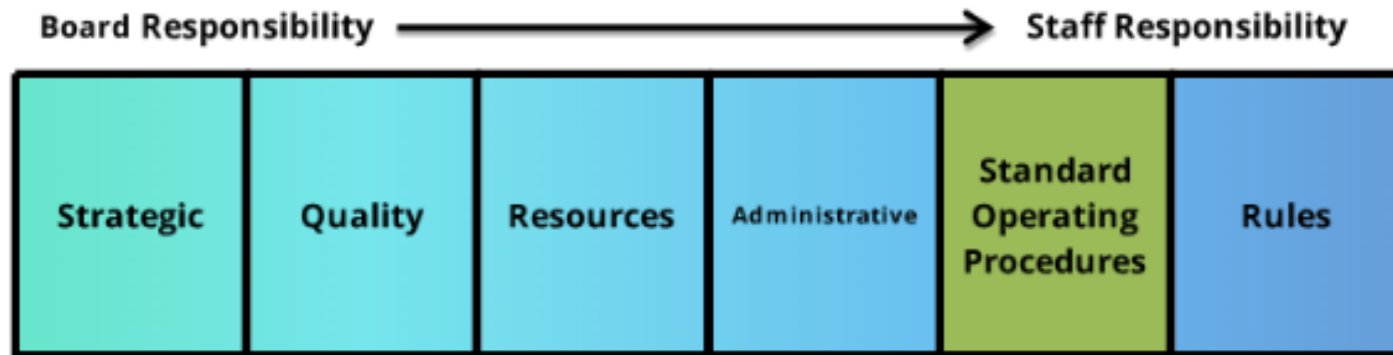 Board Responsibility
Staff Responsibility
Strategic
Quality
Resources
Administrative
Standard
Operating
Procedures
Rules